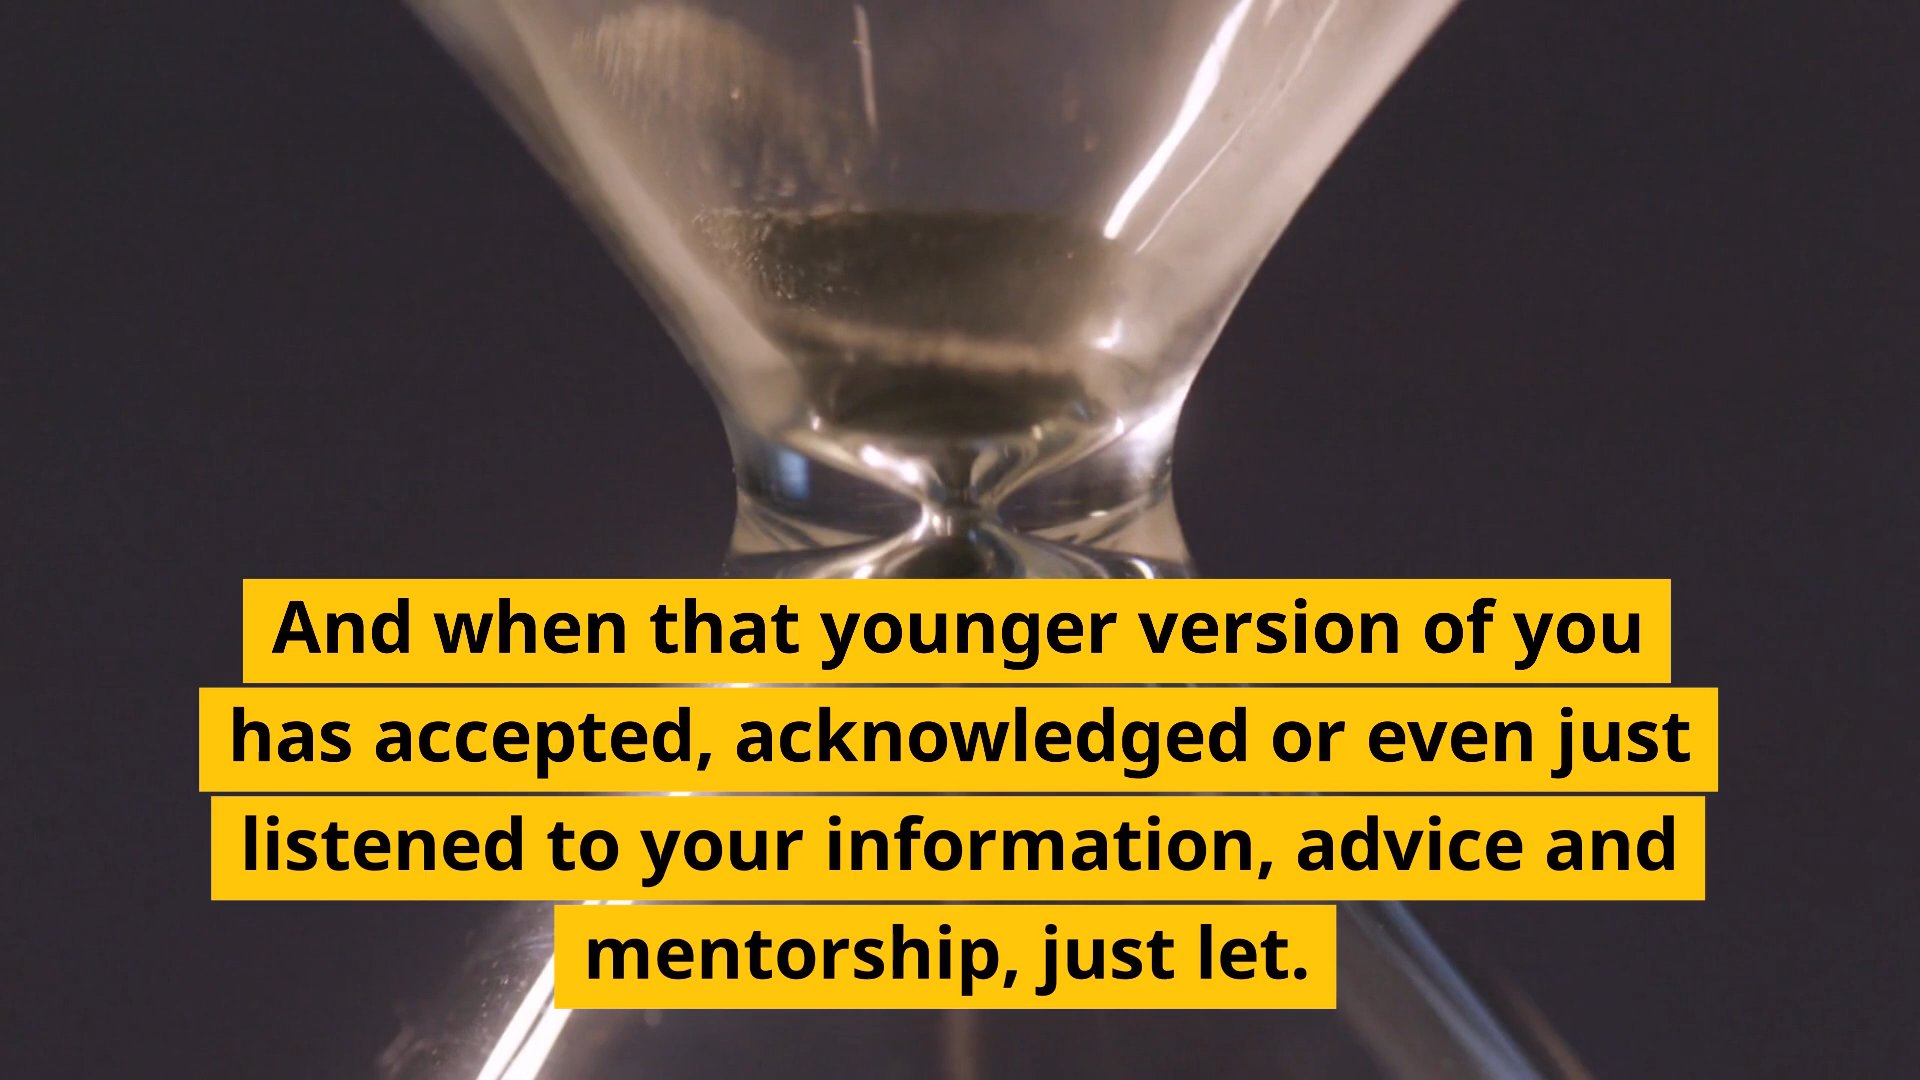 And when that younger version of you
has accepted, acknowledged or even just
listened to your information, advice and
mentorship, just let.